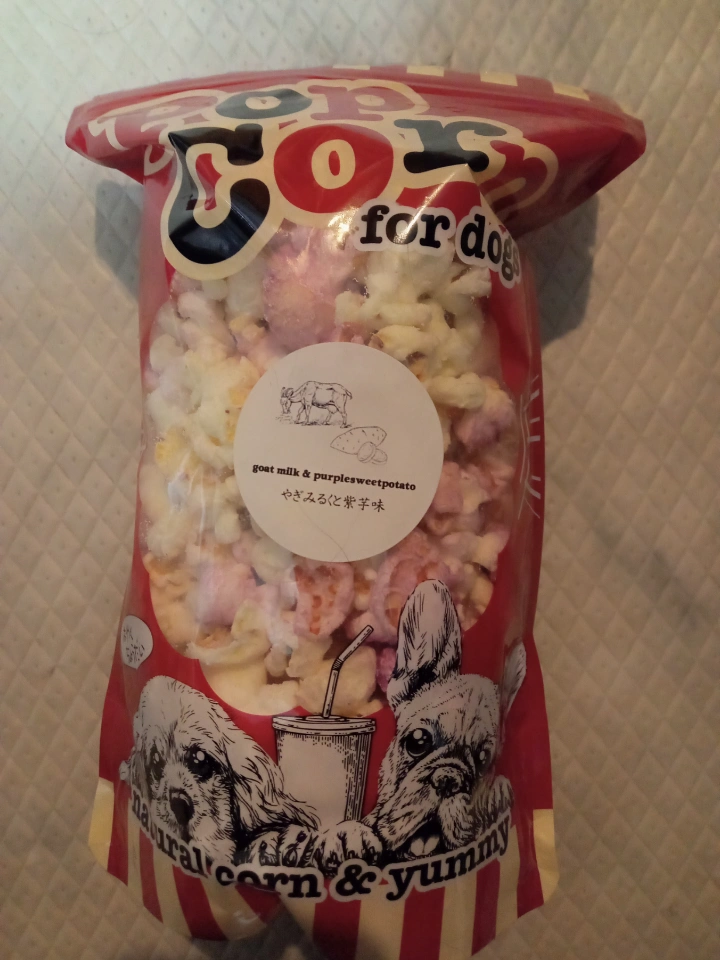 Pop
Corn
for dogs
goat milk & purplesweetpotato
やぎみるくと紫芋味
natural corn & yummy